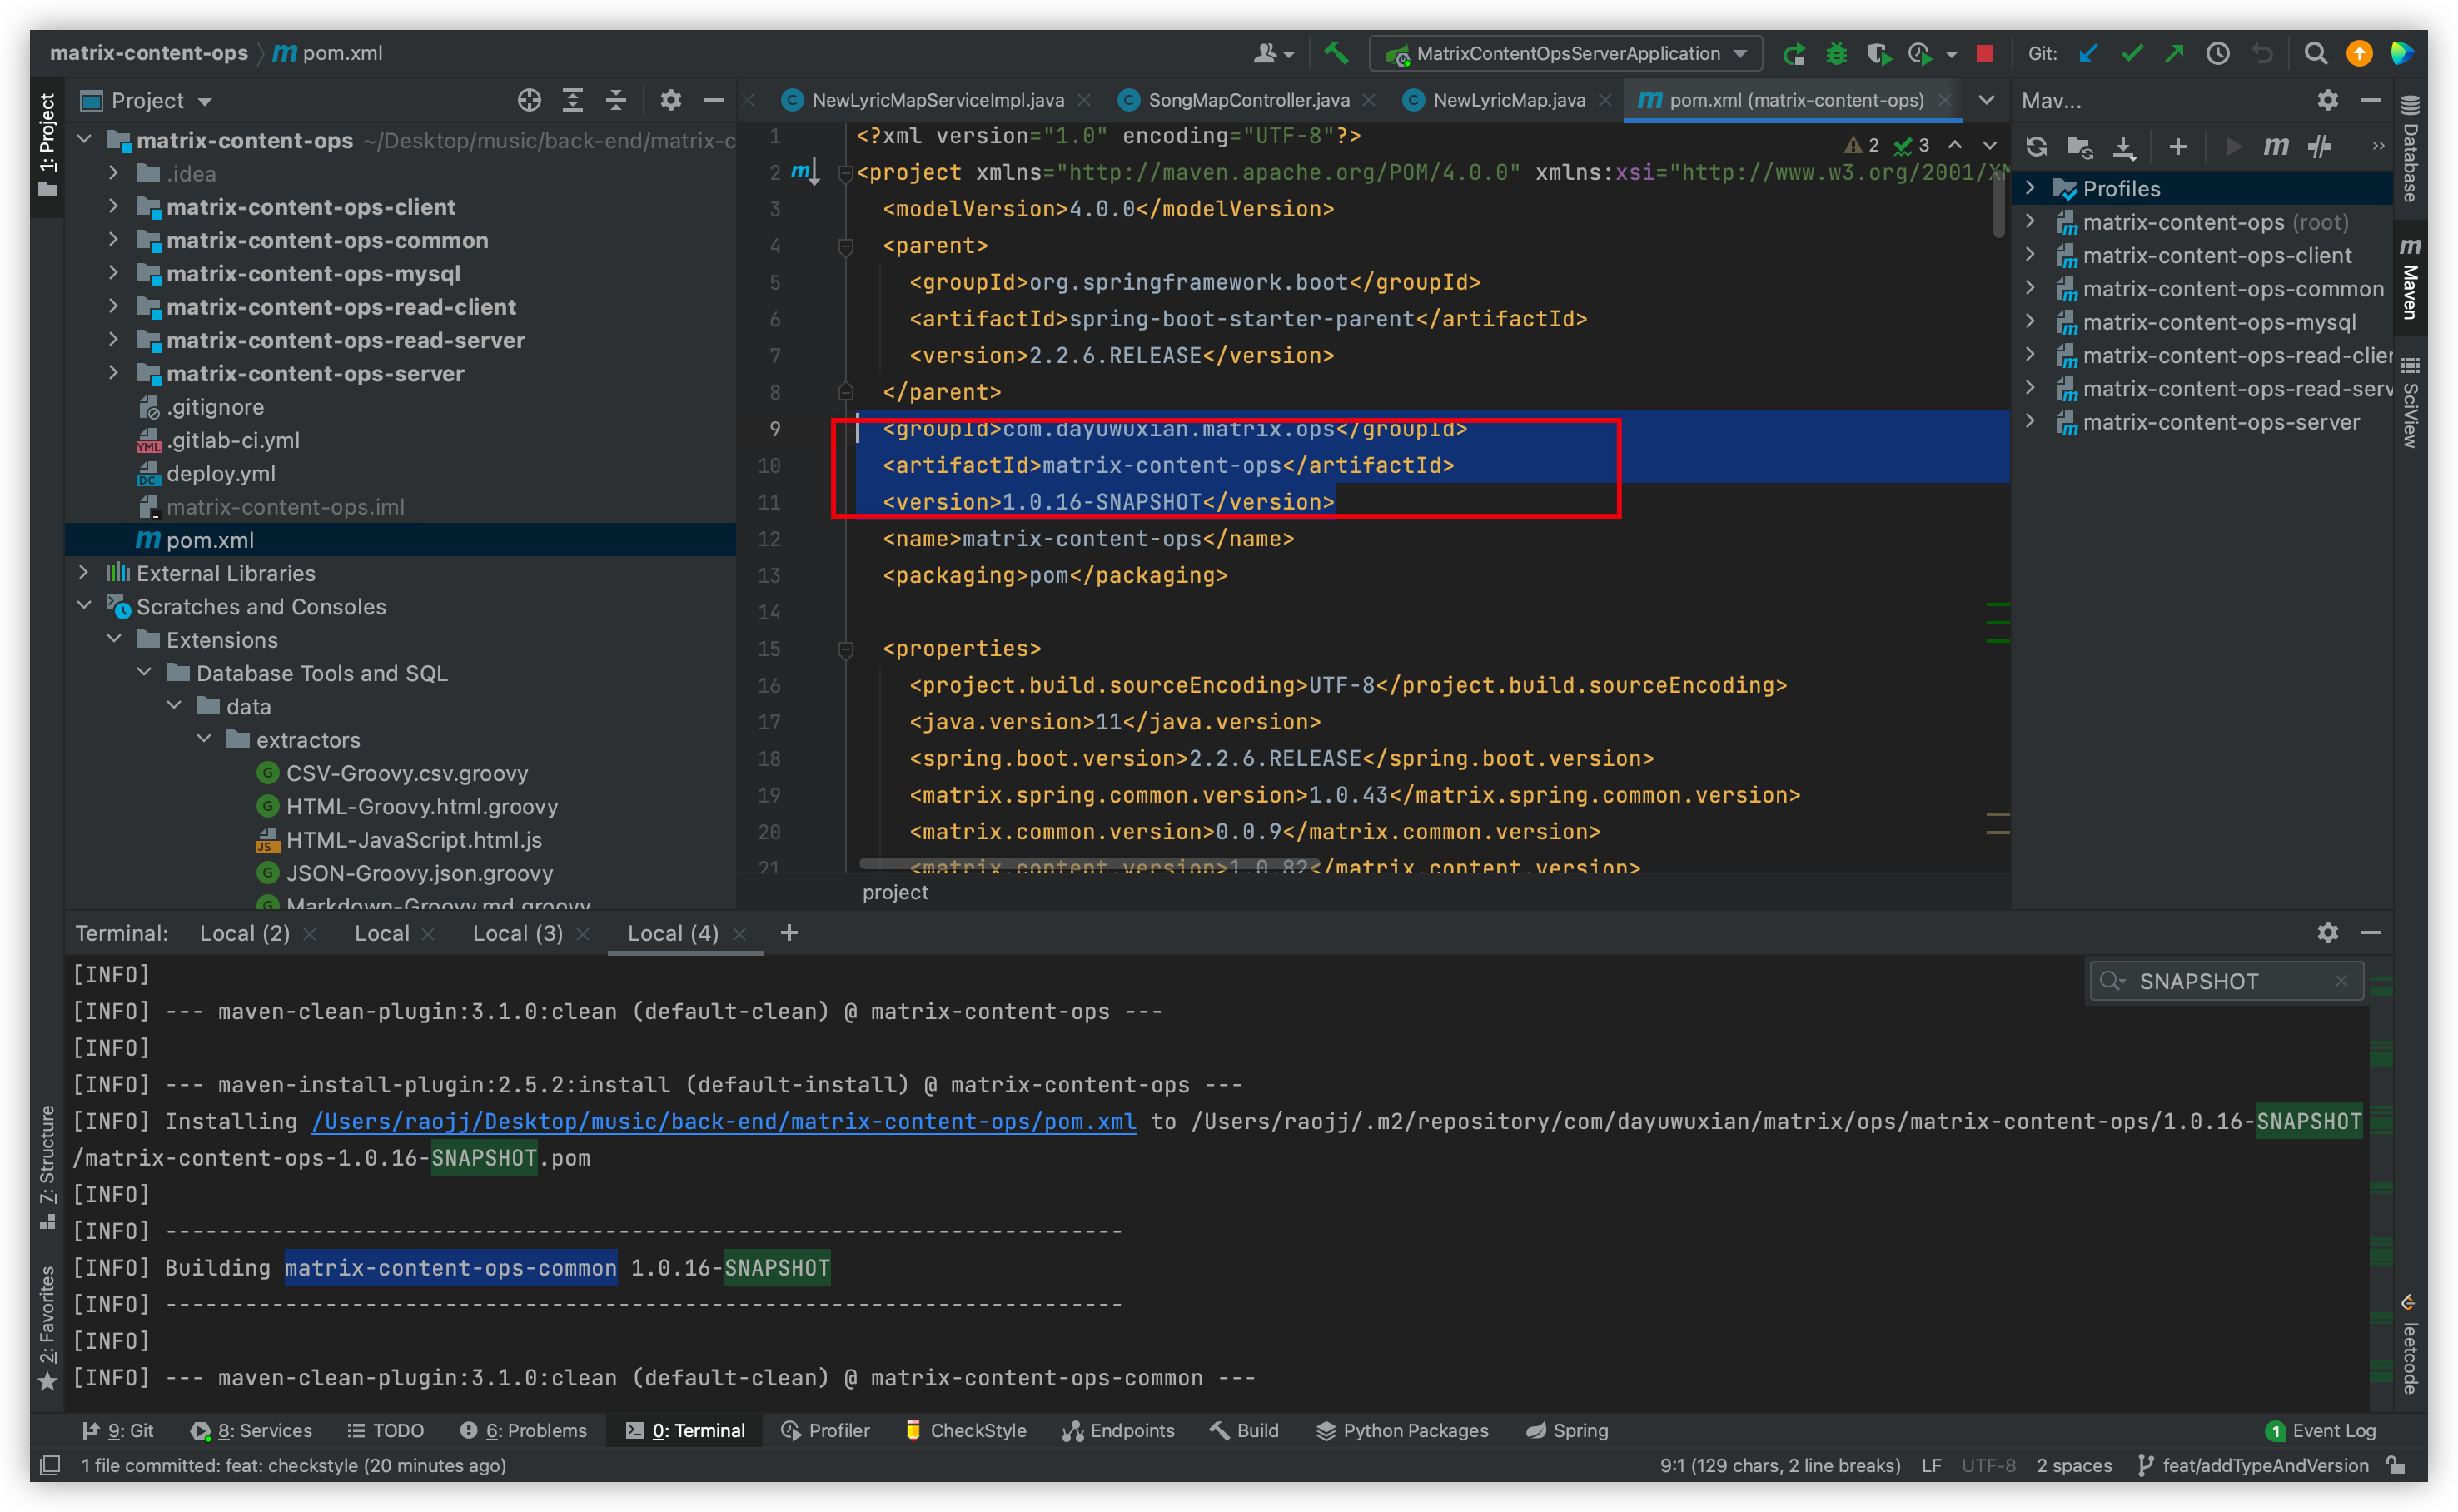 matrix-content-ops pom.xml
MatrixContentOpsServerApplication
Git:
1: Project
Project
matrix-content-ops ~/Desktop/music/back-end/matrix-c
.idea
matrix-content-ops-client
matrix-content-ops-common
matrix-content-ops-mysql
matrix-content-ops-read-client
matrix-content-ops-read-server
matrix-content-ops-server
.gitignore
.gitlab-ci.yml
deploy.yml
matrix-content-ops.iml
pom.xml
External Libraries
Scratches and Consoles
Extensions
Database Tools and SQL
data
extractors
CSV-Groovy.csv.groovy
HTML-Groovy.html.groovy
HTML-JavaScript.html.js
JSON-Groovy.json.groovy
Markdown-Groovy.md.groovy
NewLyricMapServiceImpl.java
SongMapController.java
NewLyricMap.java
pom.xml (matrix-content-ops)
2 3
1 <?xml version="1.0" encoding="UTF-8"?>
2 <project xmlns="http://maven.apache.org/POM/4.0.0" xmlns:xsi="http://www.w3.org/2001/XM
3 <modelVersion>4.0.0</modelVersion>
4 <parent>
5 <groupId>org.springframework.boot</groupId>
6 <artifactId>spring-boot-starter-parent</artifactId>
7 <version>2.2.6.RELEASE</version>
8 </parent>
9 <groupId>com.dayuwuxian.matrix.ops</groupId>
10 <artifactId>matrix-content-ops</artifactId>
11 <version>1.0.16-SNAPSHOT</version>
12 <name>matrix-content-ops</name>
13 <packaging>pom</packaging>
14
15 <properties>
16 <project.build.sourceEncoding>UTF-8</project.build.sourceEncoding>
17 <java.version>11</java.version>
18 <spring.boot.version>2.2.6.RELEASE</spring.boot.version>
19 <matrix.spring.common.version>1.0.43</matrix.spring.common.version>
20 <matrix.common.version>0.0.9</matrix.common.version>
21 <matrix.content.version>1.0.82</matrix.content.version>
project
Mav...
Profiles
matrix-content-ops (root)
matrix-content-ops-client
matrix-content-ops-common
matrix-content-ops-mysql
matrix-content-ops-read-clien
matrix-content-ops-read-serv
matrix-content-ops-server
Database
Maven
SciView
leetcode
7: Structure
2: Favorites
Terminal: Local (2) Local Local (3) Local (4)
SNAPSHOT
[INFO]
[INFO] --- maven-clean-plugin:3.1.0:clean (default-clean) @ matrix-content-ops ---
[INFO]
[INFO] --- maven-install-plugin:2.5.2:install (default-install) @ matrix-content-ops ---
[INFO] Installing /Users/raojj/Desktop/music/back-end/matrix-content-ops/pom.xml to /Users/raojj/.m2/repository/com/dayuwuxian/matrix/ops/matrix-content-ops/1.0.16-SNAPSHOT
/matrix-content-ops-1.0.16-SNAPSHOT.pom
[INFO]
[INFO] ------------------------------------------------------------------------
[INFO] Building matrix-content-ops-common 1.0.16-SNAPSHOT
[INFO] ------------------------------------------------------------------------
[INFO]
[INFO] --- maven-clean-plugin:3.1.0:clean (default-clean) @ matrix-content-ops-common ---
9: Git 8: Services TODO 6: Problems 0: Terminal Profiler CheckStyle Endpoints Build Python Packages Spring 1 Event Log
1 file committed: feat: checkstyle (20 minutes ago) 9:1 (129 chars, 2 line breaks) LF UTF-8 2 spaces feat/addTypeAndVersion